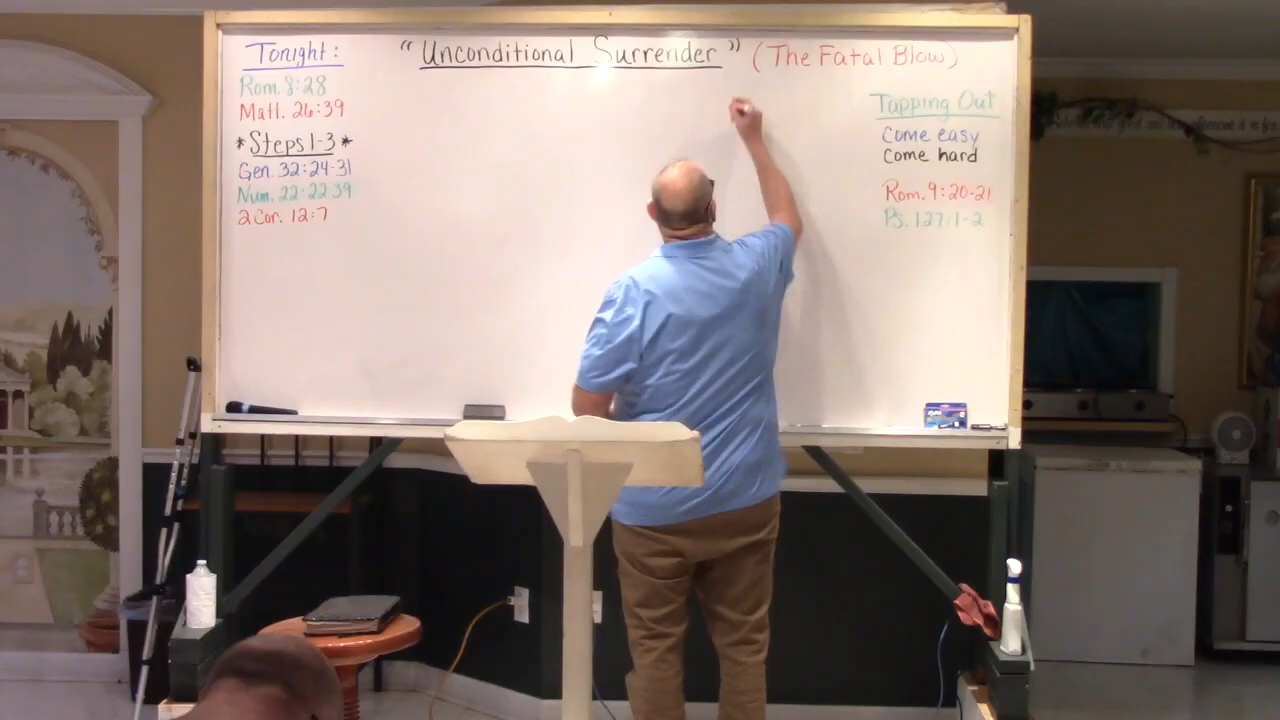 Tonight:
Rom. 8:28
Matt. 26:39
*Steps 1-3*
Gen. 32:24-31
Num. 22:22-39
2 Cor. 12:7
"Unconditional Surrender" (The Fatal Blow)
Tapping Out
Come easy
Come hard
Rom. 9:20-21
Ps. 127:1-2